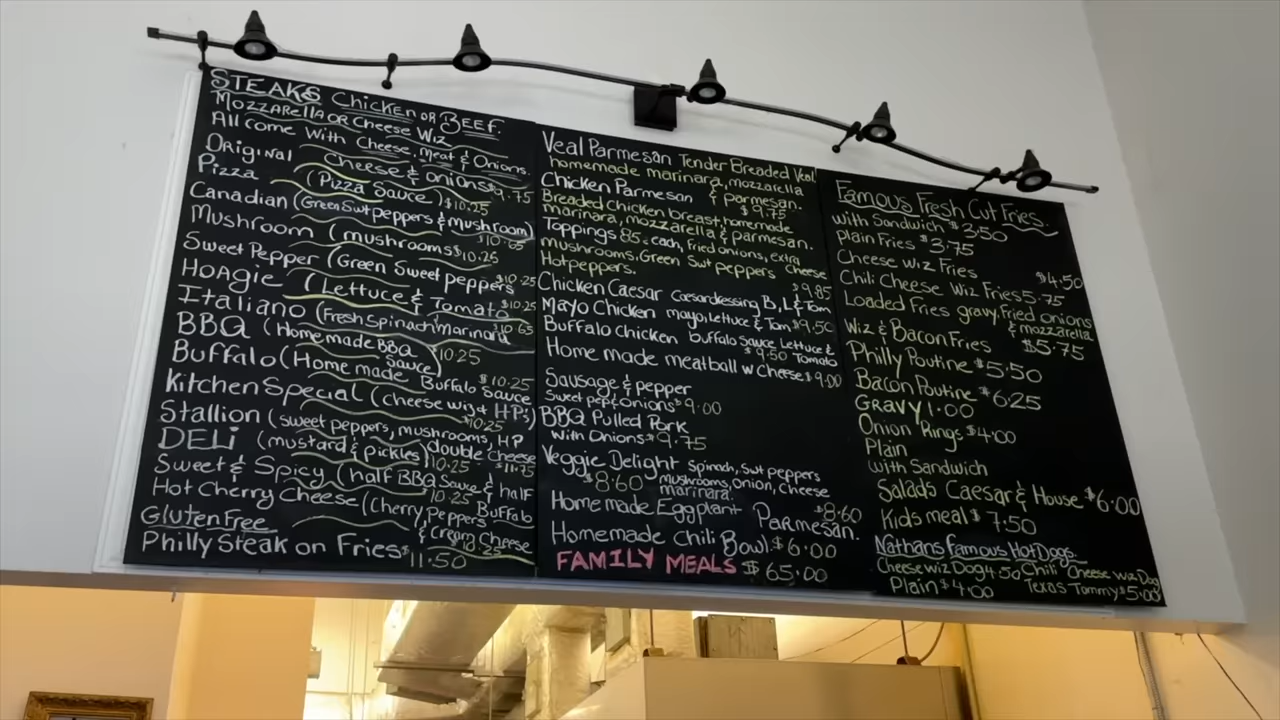 STEAKS Chicken OR BEEF.
MOZZARELLA OR Cheese Wiz
All come With Cheese, Meat & Onions.
Original Cheese & onions $9.75
Pizza (Pizza Sauce) $10.25
Canadian (Green Swt peppers & mushroom) $10.65
Mushroom (mushrooms $10.25
Sweet Pepper (Green Sweet peppers $10.25
HOAGIE (Lettuce & Tomato $10.25
Italiano (Fresh Spinach Marinara $10.65
BBQ (Homemade BBQ Sauce) $10.25
Buffalo (Home made Buffalo Sauce $10.25
Kitchen Special (cheese wiz & HP's) $10.25
Stallion (sweet peppers, mushrooms, HP double cheese $11.75
DELi (mustard & pickles) $10.25
Sweet & Spicy (half BBQ Sauce & half Buffalo 10.25
Hot Cherry Cheese (Cherry Peppers & Cream Cheese 10.25
Gluten Free
Philly Steak on Fries $11.50
Veal Parmesan Tender Breaded Veal
homemade marinara, mozzarella
& parmesan.
Chicken Parmesan $9.75
Breaded chicken breast, homemade
marinara, mozzarella & parmesan.
Toppings 85¢ each, fried onions, extra
mushrooms. Green Swt peppers Cheese
Hot peppers.
Chicken Caesar Caesar dressing B, L & Tom $9.85
Mayo Chicken mayo, Lettuce & Tom $9.50
Buffalo chicken buffalo sauce Lettuce & Tomato $9.50
Home made meatball w Cheese $9.00
Sausage & pepper
Sweet pep & Onions $9.00
BBQ Pulled Pork
With Onions $9.75
Veggie Delight Spinach, Swt peppers
$8.60 mushrooms, Onion, Cheese
marinara.
Home made Eggplant Parmesan. $8.60
Homemade Chili Bowl $6.00
FAMILY MEALS $65.00
Famous Fresh Cut Fries.
with Sandwich $3.50
Plain Fries $3.75
Cheese Wiz Fries $4.50
Chili Cheese Wiz Fries 5.75
Loaded Fries gravy, fried onions
& mozzarella
$5.75
Wiz & Bacon Fries
Philly Poutine $5.50
Bacon Poutine $6.25
Gravy 1.00
Onion Rings $4.00
Plain
with Sandwich
Salads Caesar & House $6.00
Kids meal $7.50
Nathans Famous Hot Dogs.
Cheese wiz Dog 4.50 Chili Cheese wiz Dog
Plain $4.00 Texas Tommy $5.00